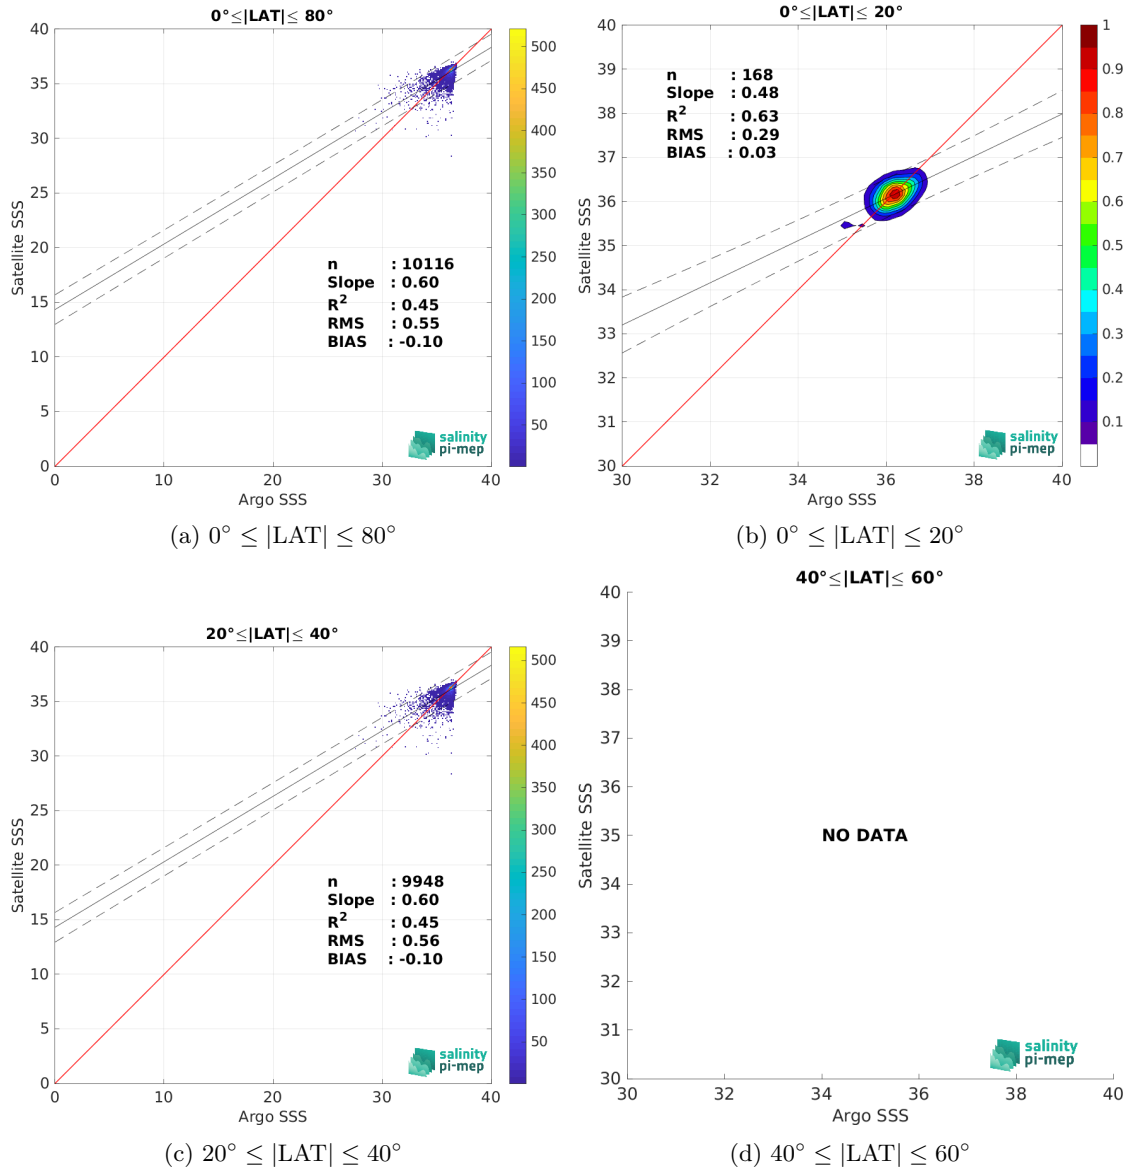 0°≤|LAT|≤ 80°
40
35
30
25
20
15
10
5
0
0
10
20
30
40
Satellite SSS
Argo SSS
n : 10116
Slope : 0.60
R² : 0.45
RMS : 0.55
BIAS : -0.10
500
450
400
350
300
250
200
150
100
50
salinity
pi-mep
(a) 0° ≤ |LAT| ≤ 80°
0°≤|LAT|≤ 20°
40
39
38
37
36
35
34
33
32
31
30
30
32
34
36
38
40
Satellite SSS
Argo SSS
n : 168
Slope : 0.48
R² : 0.63
RMS : 0.29
BIAS : 0.03
1
0.9
0.8
0.7
0.6
0.5
0.4
0.3
0.2
0.1
salinity
pi-mep
(b) 0° ≤ |LAT| ≤ 20°
20°≤|LAT|≤ 40°
40
35
30
25
20
15
10
5
0
0
10
20
30
40
Satellite SSS
Argo SSS
n : 9948
Slope : 0.60
R² : 0.45
RMS : 0.56
BIAS : -0.10
500
450
400
350
300
250
200
150
100
50
salinity
pi-mep
(c) 20° ≤ |LAT| ≤ 40°
40°≤|LAT|≤ 60°
40
39
38
37
36
35
34
33
32
31
30
30
32
34
36
38
40
Satellite SSS
Argo SSS
NO DATA
salinity
pi-mep
(d) 40° ≤ |LAT| ≤ 60°